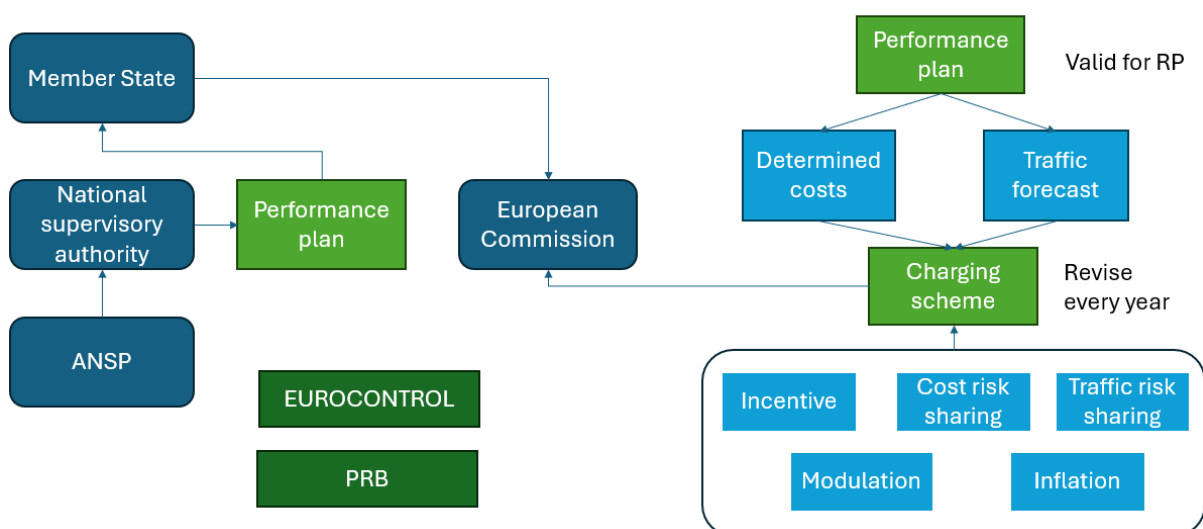 Member State
National
supervisory
authority
ANSP
Performance
plan
European
Commission
EUROCONTROL
PRB
Performance
plan
Valid for RP
Determined
costs
Traffic
forecast
Charging
scheme
Revise
every year
Incentive
Cost risk
sharing
Traffic risk
sharing
Modulation
Inflation